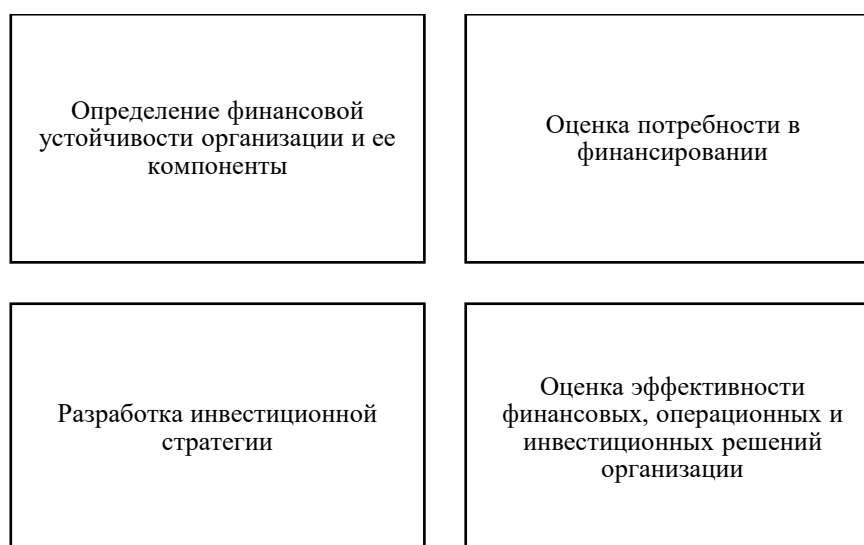 Определение финансовой
устойчивости организации и ее
компоненты
Оценка потребности в
финансировании
Разработка инвестиционной
стратегии
Оценка эффективности
финансовых, операционных и
инвестиционных решений
организации